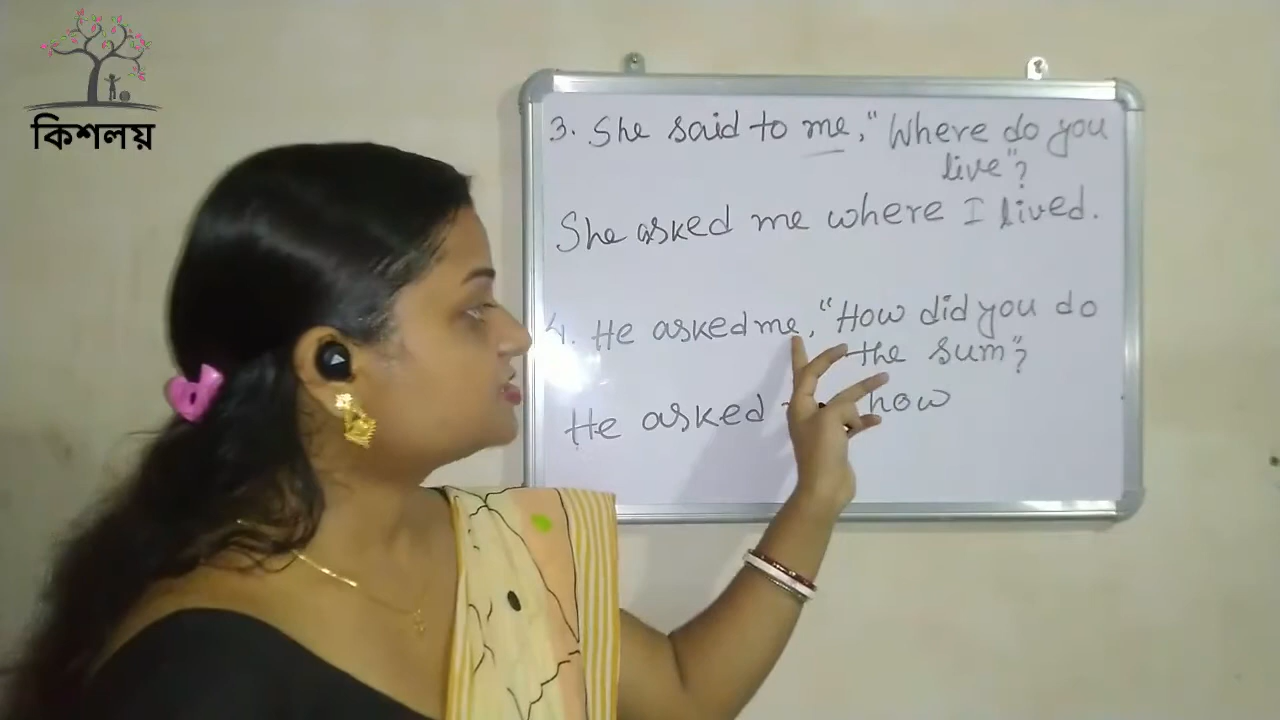 কিশলয়
3. She said to me, "Where do you
live"?
She asked me where I lived.
4. He asked me, "How did you do
the sum"?
He asked how